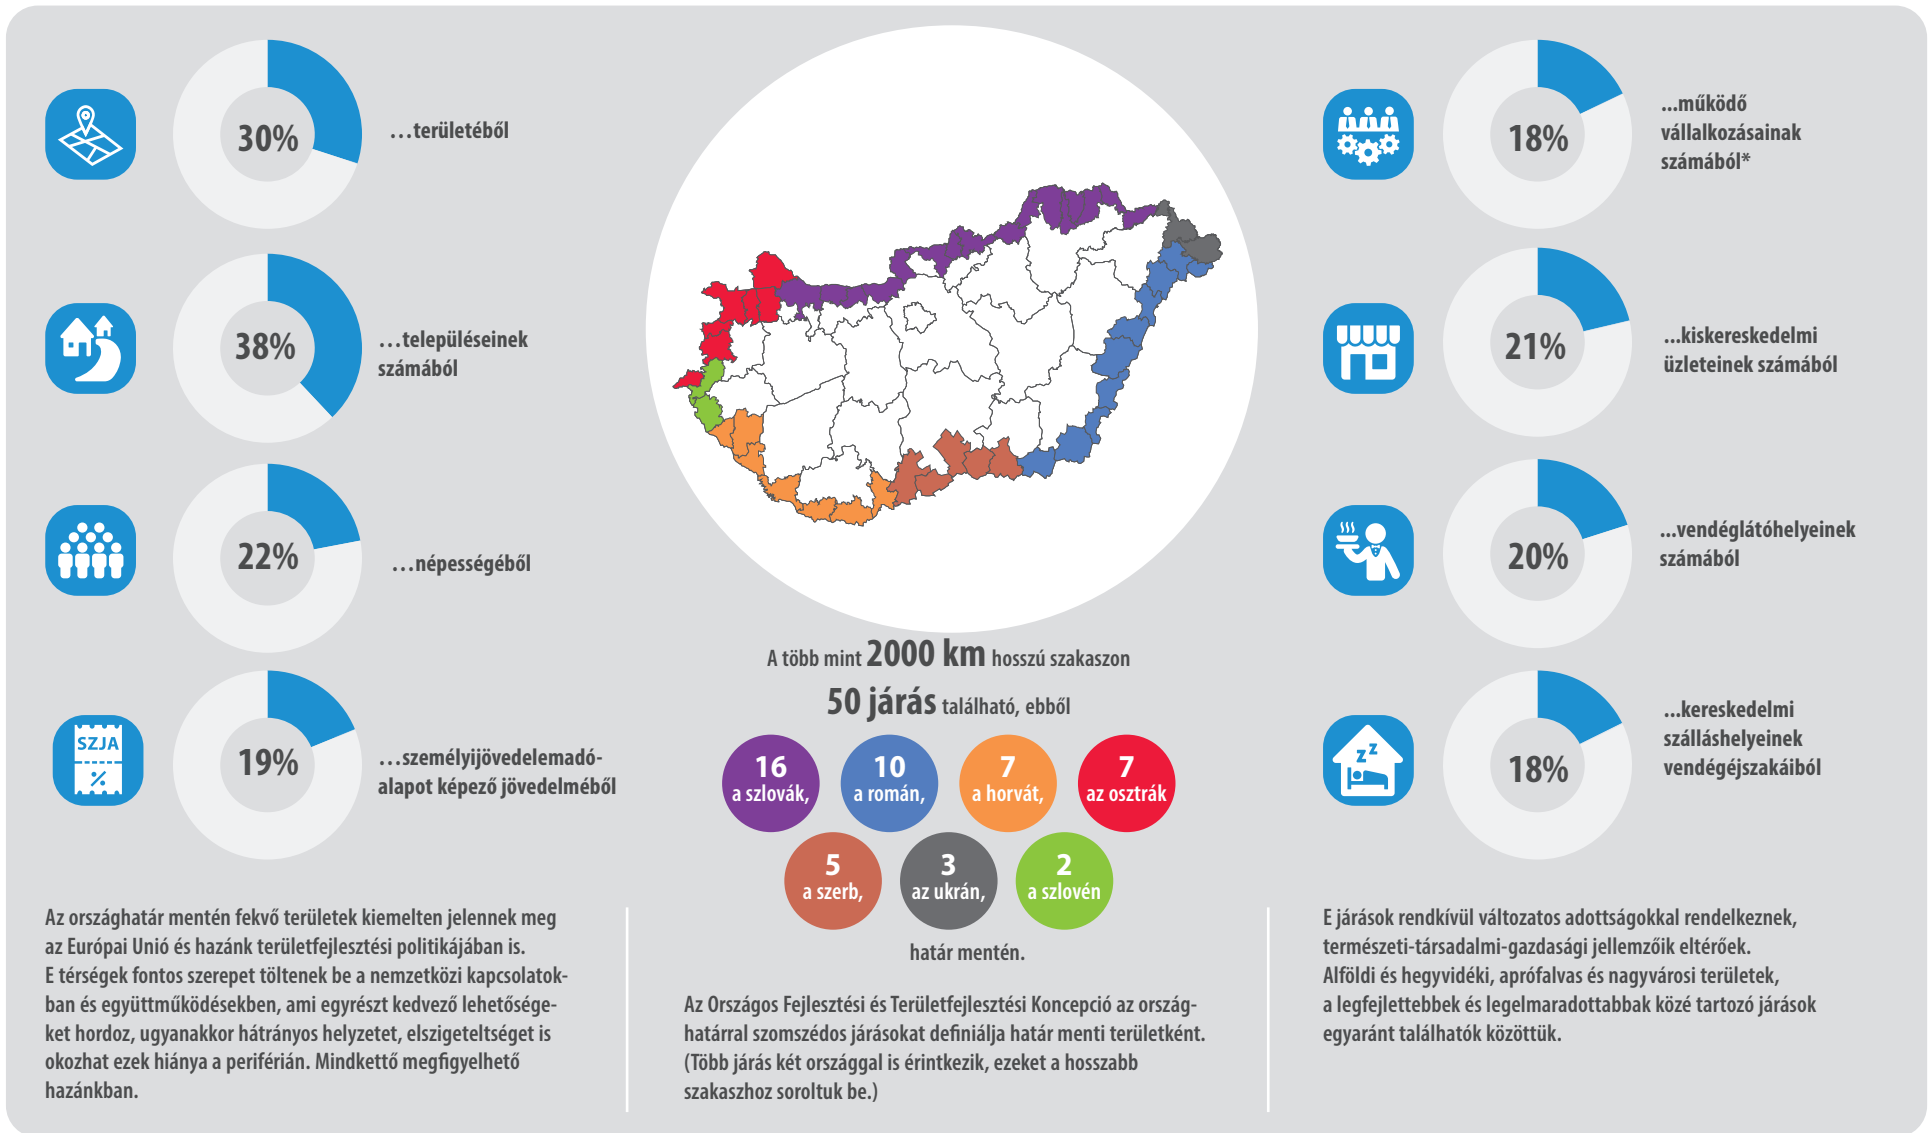 30%
…területéből
38%
…településeinek
számából
22%
…népességéből
SZJA
%
19%
…személyijövedelemadó-
alapot képező jövedelméből
Az országhatár mentén fekvő területek kiemelten jelennek meg
az Európai Unió és hazánk területfejlesztési politikájában is.
E térségek fontos szerepet töltenek be a nemzetközi kapcsolatok-
ban és együttműködésekben, ami egyrészt kedvező lehetősége-
ket hordoz, ugyanakkor hátrányos helyzetet, elszigeteltséget is
okozhat ezek hiánya a periférián. Mindkettő megfigyelhető
hazánkban.
A több mint 2000 km hosszú szakaszon
50 járás található, ebből
16
a szlovák,
10
a román,
7
a horvát,
7
az osztrák
5
a szerb,
3
az ukrán,
2
a szlovén
határ mentén.
Az Országos Fejlesztési és Területfejlesztési Koncepció az ország-
határral szomszédos járásokat definiálja határ menti területként.
(Több járás két országgal is érintkezik, ezeket a hosszabb
szakaszhoz soroltuk be.)
18%
...működő
vállalkozásainak
számából*
21%
...kiskereskedelmi
üzleteinek számából
20%
...vendéglátóhelyeinek
számából
z z
18%
...kereskedelmi
szálláshelyeinek
vendégéjszakáiból
E járások rendkívül változatos adottságokkal rendelkeznek,
természeti-társadalmi-gazdasági jellemzőik eltérőek.
Alföldi és hegyvidéki, aprófalvas és nagyvárosi területek,
a legfejlettebbek és legelmaradottabbak közé tartozó járások
egyaránt találhatók közöttük.